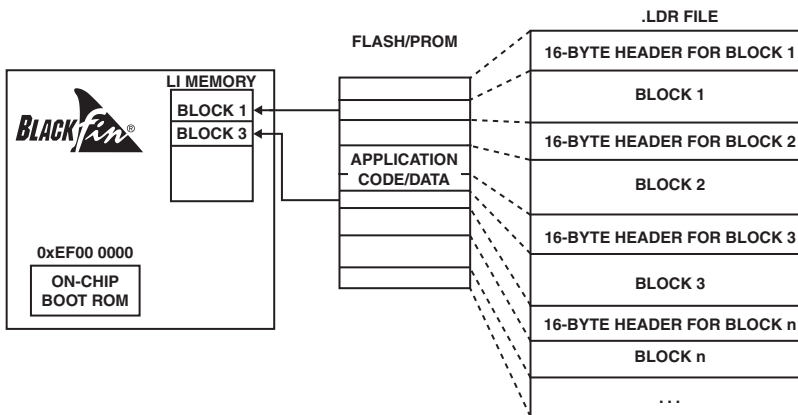 .LDR FILE
FLASH/PROM
16-BYTE HEADER FOR BLOCK 1
LI MEMORY
BLOCK 1
BLOCK 1
BLACKfin®
BLOCK 3
16-BYTE HEADER FOR BLOCK 2
APPLICATION
CODE/DATA
BLOCK 2
16-BYTE HEADER FOR BLOCK 3
0xEF00 0000
ON-CHIP
BOOT ROM
BLOCK 3
16-BYTE HEADER FOR BLOCK n
BLOCK n
...